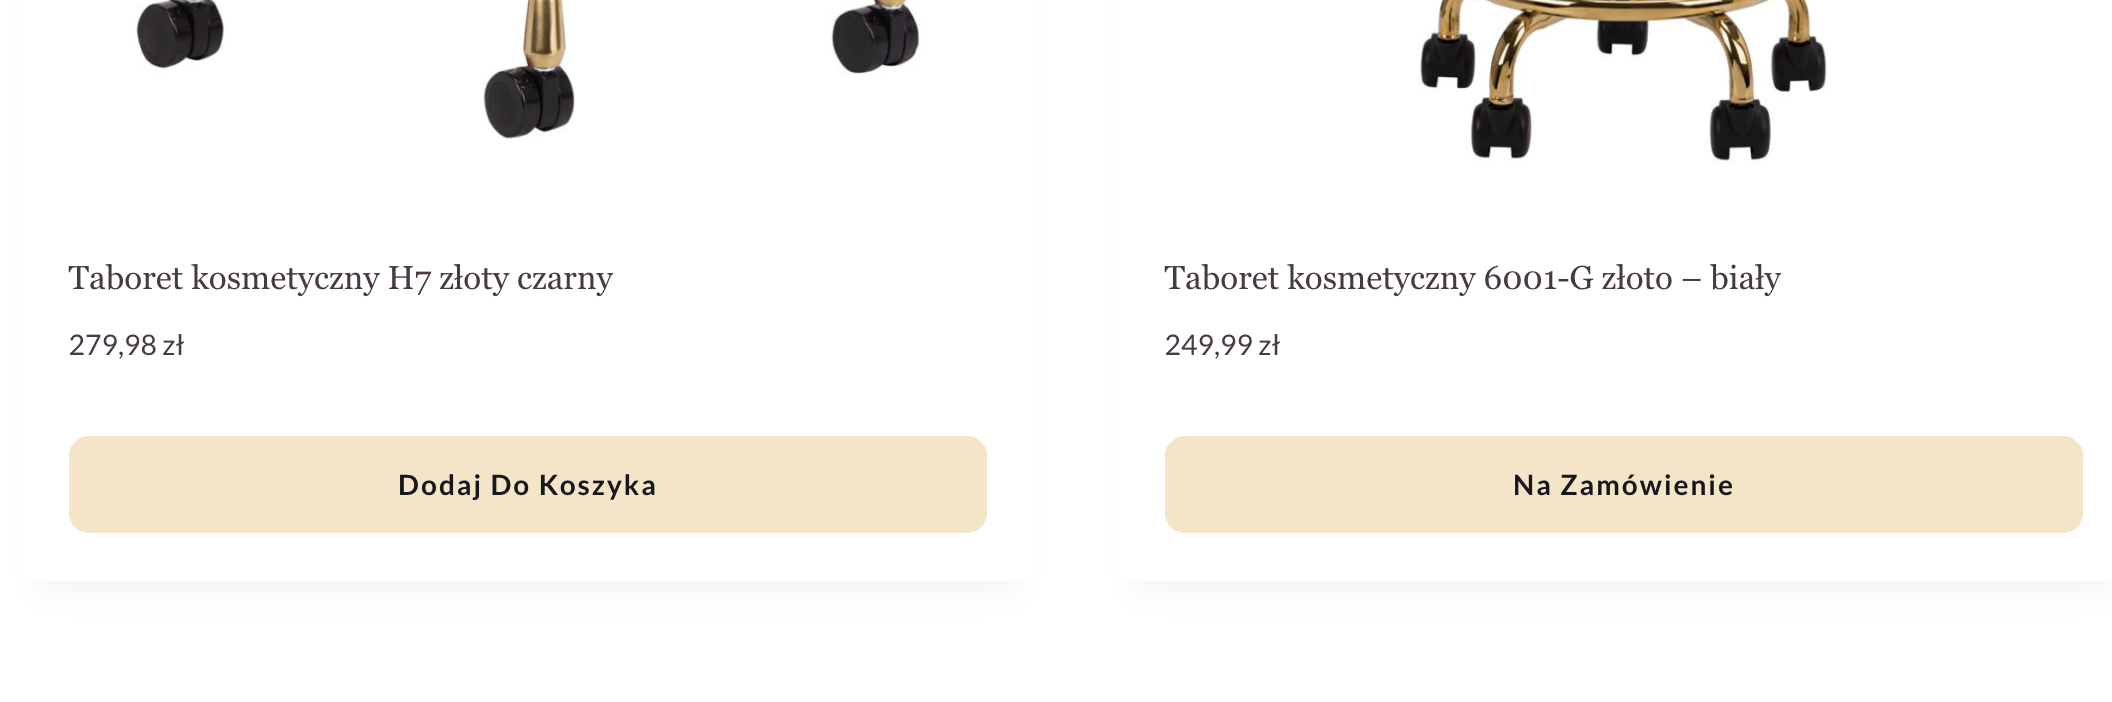 Taboret kosmetyczny H7 złoty czarny
279,98 zł
Dodaj Do Koszyka
Taboret kosmetyczny 6001-G złoto – biały
249,99 zł
Na Zamówienie